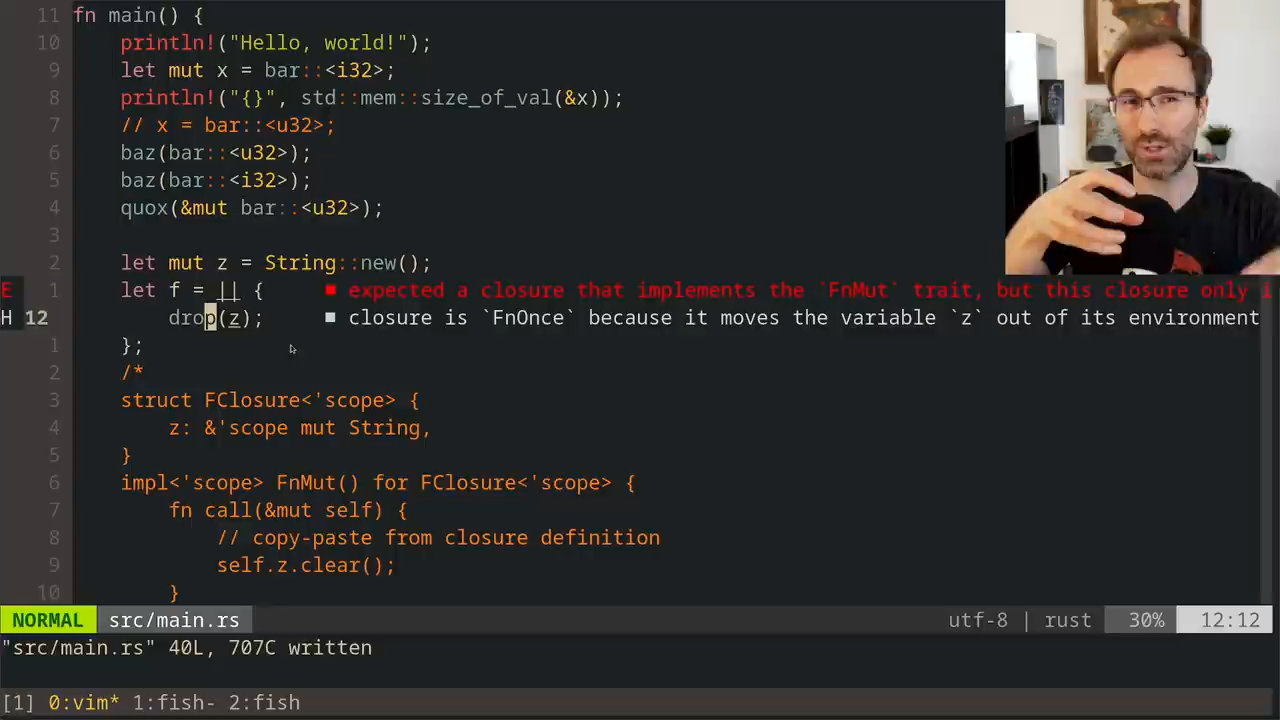 11 fn main() {
10 println!("Hello, world!");
9 let mut x = bar::<i32>;
8 println!("{}", std::mem::size_of_val(&x));
7 // x = bar::<u32>;
6 baz(bar::<u32>);
5 baz(bar::<i32>);
4 quox(&mut bar::<u32>);
3
2 let mut z = String::new();
E 1 let f = || { ■ expected a closure that implements the `FnMut` trait, but this closure only i
H 12 drop(z); ■ closure is `FnOnce` because it moves the variable `z` out of its environment
1 };
2 /*
3 struct FClosure<'scope> {
4 z: &'scope mut String,
5 }
6 impl<'scope> FnMut() for FClosure<'scope> {
7 fn call(&mut self) {
8 // copy-paste from closure definition
9 self.z.clear();
10 }
NORMAL src/main.rs utf-8 | rust 30% 12:12
"src/main.rs" 40L, 707C written
[1] 0:vim* 1:fish- 2:fish